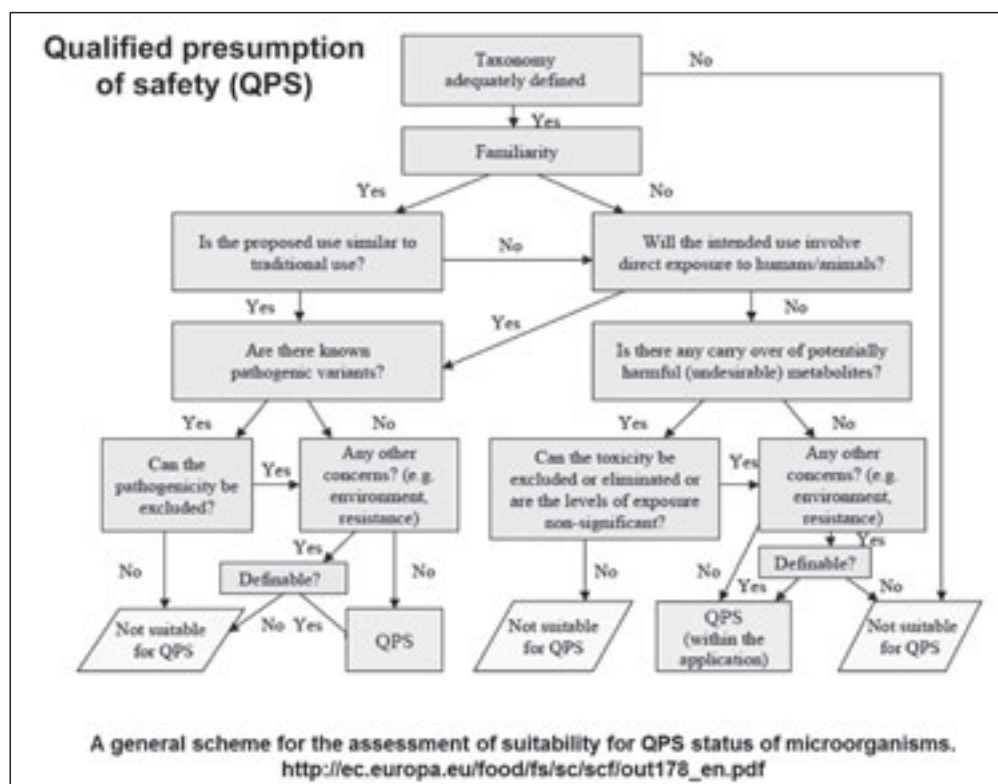 Qualified presumption
of safety (QPS)
Taxonomy
adequately defined
No
Yes
Familiarity
Yes
No
Is the proposed use similar to
traditional use?
No
Will the intended use involve
direct exposure to humans/animals?
Yes
Yes
No
Are there known
pathogenic variants?
Is there any carry over of potentially
harmful (undesirable) metabolites?
Yes
No
Yes
No
Can the
pathogenicity be
excluded?
Yes
Any other
concerns? (e.g.
environment,
resistance)
Can the toxicity be
excluded or eliminated or
are the levels of exposure
non-significant?
Yes
Any other
concerns? (e.g.
environment,
resistance)
Yes
Yes
No
Definable?
No
No
No
Definable?
Yes
No
Not suitable
for QPS
No Yes
QPS
Not suitable
for QPS
QPS
(within the
application)
Not suitable
for QPS
A general scheme for the assessment of suitability for QPS status of microorganisms.
http://ec.europa.eu/food/fs/sc/scf/out178_en.pdf